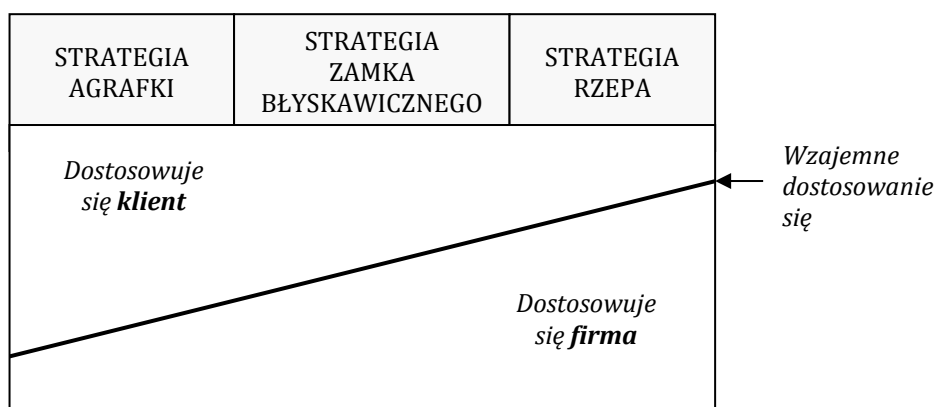 STRATEGIA
AGRAFKI
STRATEGIA
ZAMKA
BŁYSKAWICZNEGO
STRATEGIA
RZEPA
Dostosowuje
się klient
Wzajemne
dostosowanie
się
Dostosowuje
się firma